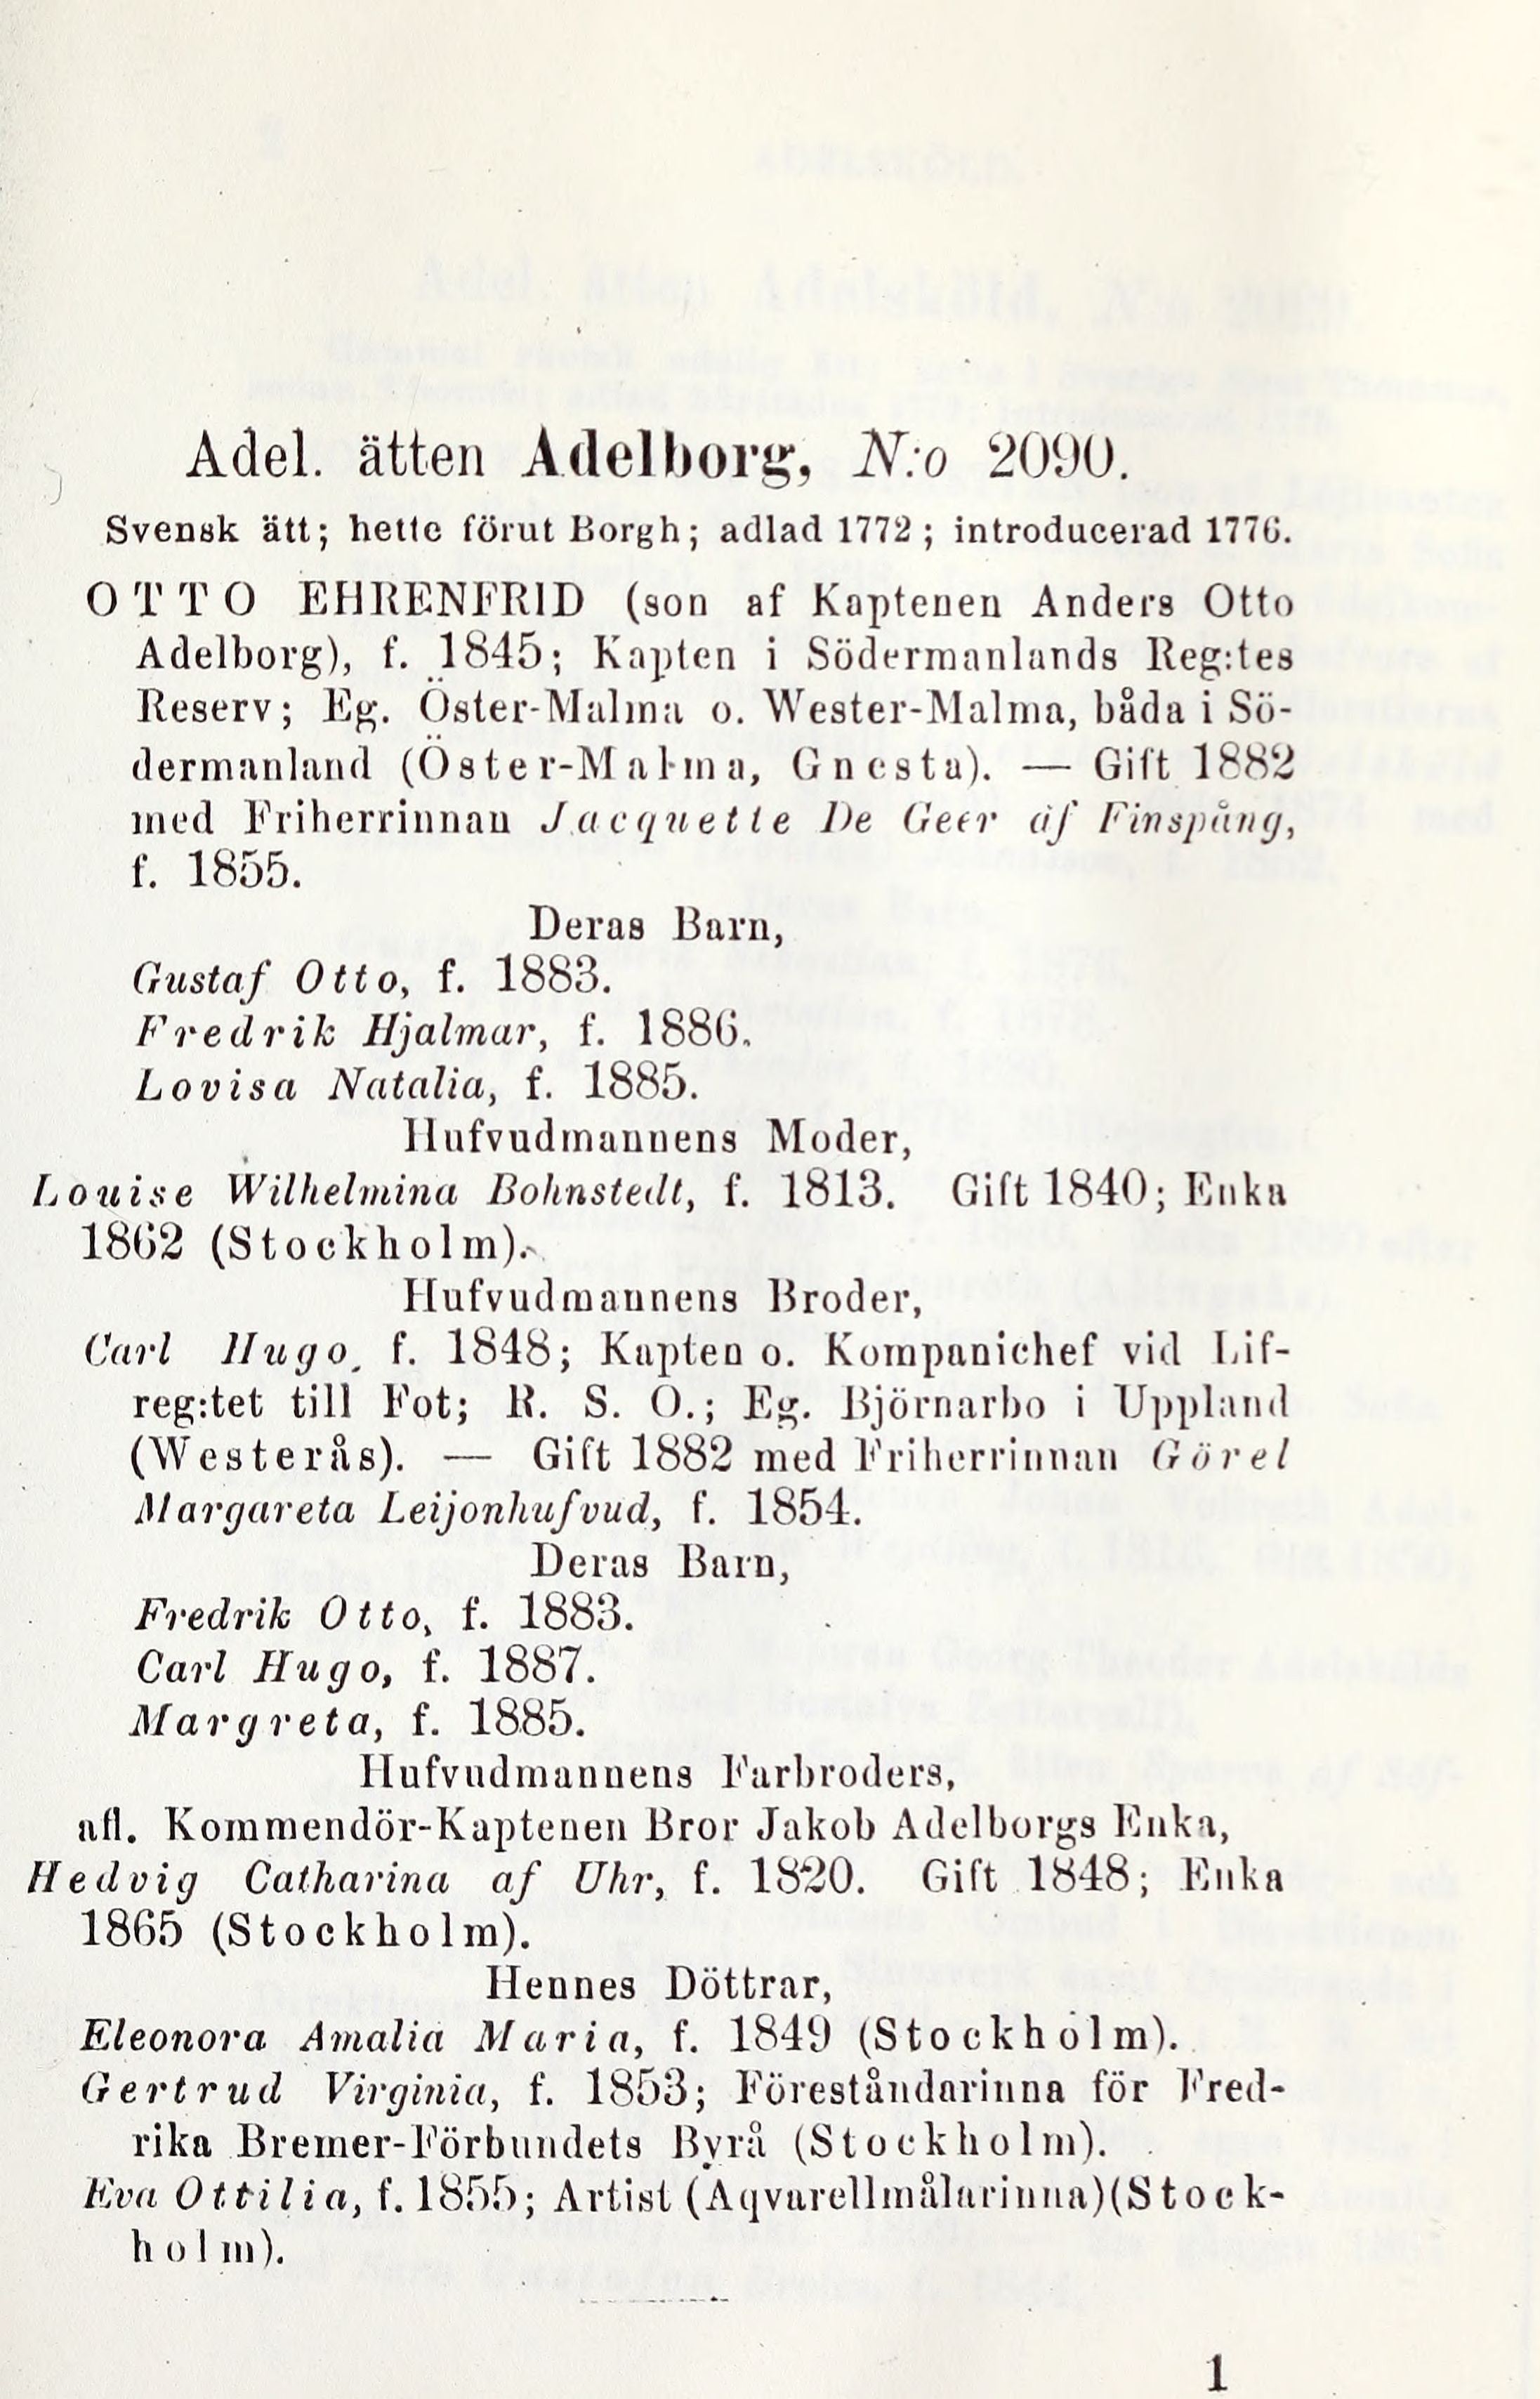 Adel. ätten Adelborg, N:o 2090.
Svensk ätt; hette förut Borgh; adlad 1772; introducerad 1776.
OTTO EHRENFRID (son af Kaptenen Anders Otto
Adelborg), f. 1845; Kapten i Södermanlands Reg:tes
Reserv; Eg. Öster-Malma o. Wester-Malma, båda i Sö-
dermanland (Öster-Malma, Gnesta). — Gift 1882
med Friherrinnan Jacquette De Geer af Finspång,
f. 1855.
Deras Barn,
Gustaf Otto, f. 1883.
Fredrik Hjalmar, f. 1886.
Lovisa Natalia, f. 1885.
Hufvudmannens Moder,
Louise Wilhelmina Bohnstedt, f. 1813. Gift 1840; Enka
1862 (Stockholm).
Hufvudmannens Broder,
Carl Hugo, f. 1848; Kapten o. Kompanichef vid Lif-
reg:tet till Fot; R. S. O.; Eg. Björnarbo i Uppland
(Westerås). — Gift 1882 med Friherrinnan Görel
Margareta Leijonhufvud, f. 1854.
Deras Barn,
Fredrik Otto, f. 1883.
Carl Hugo, f. 1887.
Margreta, f. 1885.
Hufvudmannens Farbroders,
afl. Kommendör-Kaptenen Bror Jakob Adelborgs Enka,
Hedvig Catharina af Uhr, f. 1820. Gift 1848; Enka
1865 (Stockholm).
Hennes Döttrar,
Eleonora Amalia Maria, f. 1849 (Stockholm).
Gertrud Virginia, f. 1853; Föreståndarinna för Fred-
rika Bremer-Förbundets Byrå (Stockholm).
Eva Ottilia, f. 1855; Artist (Aqvarellmålarinna) (Stock-
holm).
1